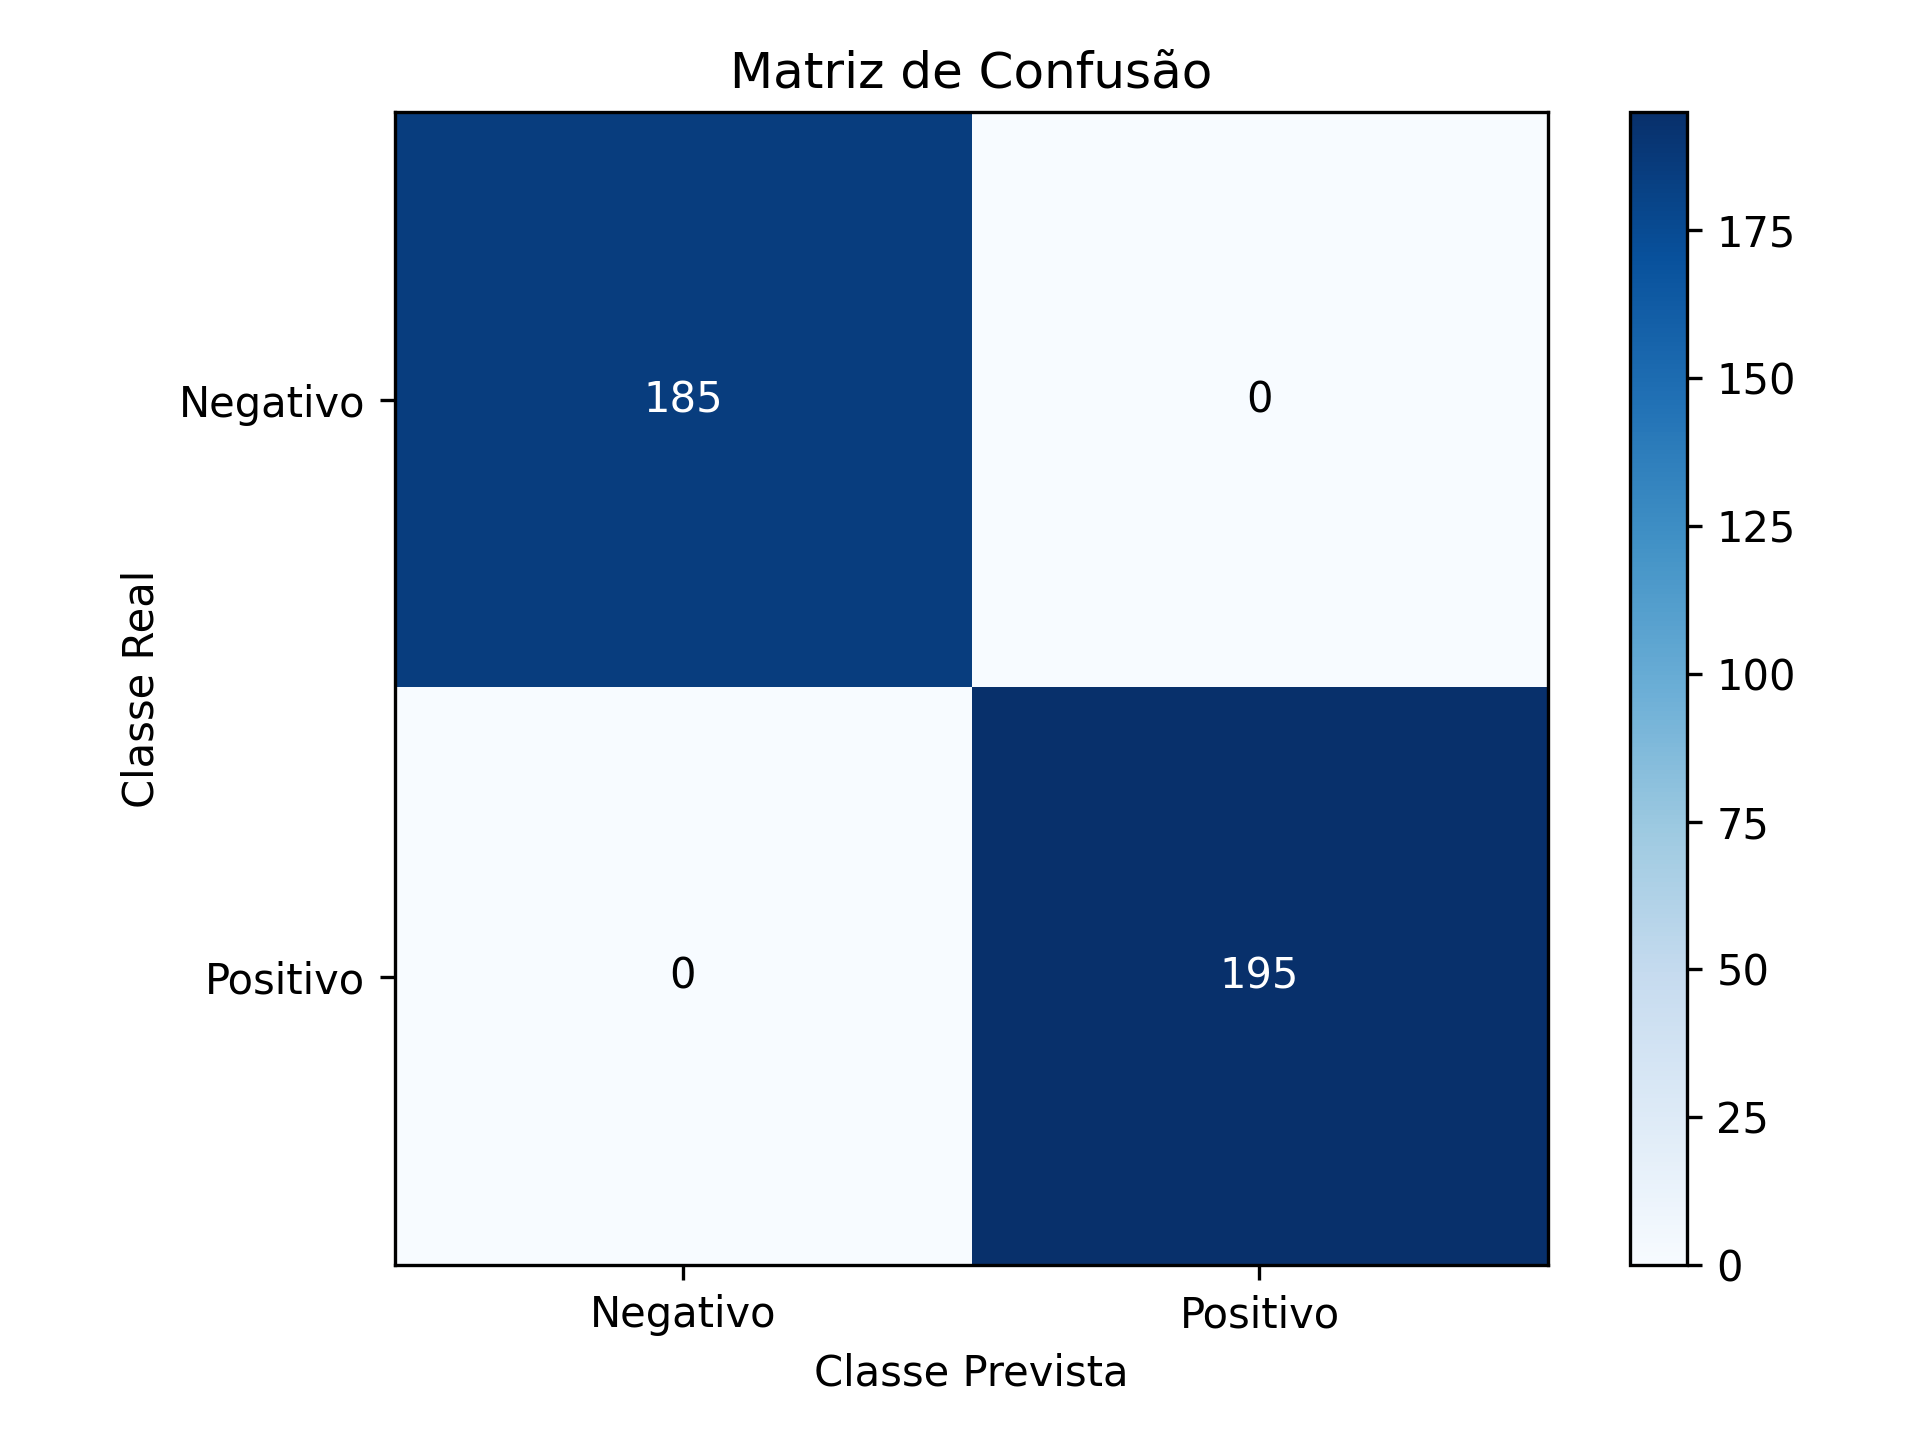 Matriz de Confusão
Negativo
185
0
Positivo
0
195
Classe Real
Negativo
Positivo
Classe Prevista
175
150
125
100
75
50
25
0